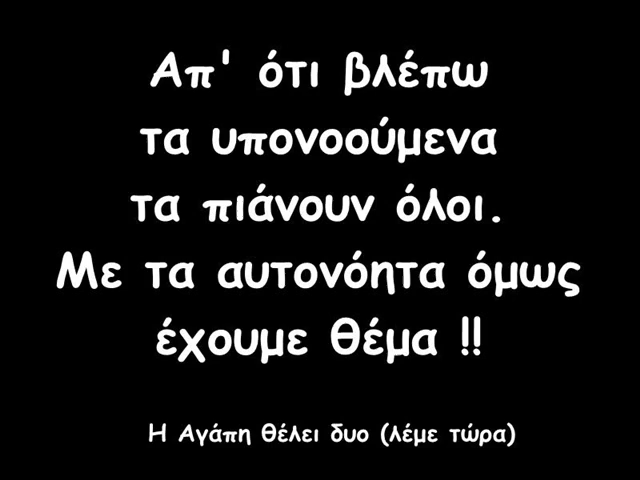 Απ' ότι βλέπω
τα υπονοούμενα
τα πιάνουν όλοι.
Με τα αυτονόητα όμως
έχουμε θέμα !!
Η Αγάπη θέλει δυο (λέμε τώρα)